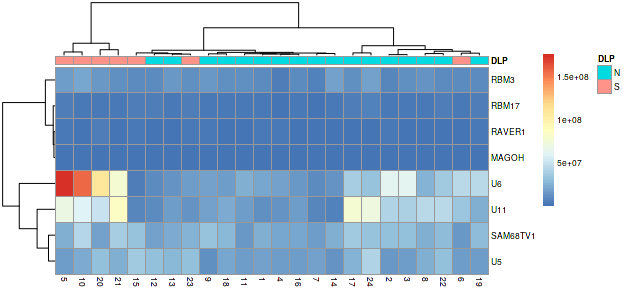 DLP
DLP
RBM3
N
1.5e+08
S
RBM17
RAVER1
1e+08
MAGOH
5e+07
U6
U11
SAM68TV1
U5
5 10 20 21 15 12 13 23 9 18 11 1 4 16 7 14 17 24 2 3 8 22 6 19